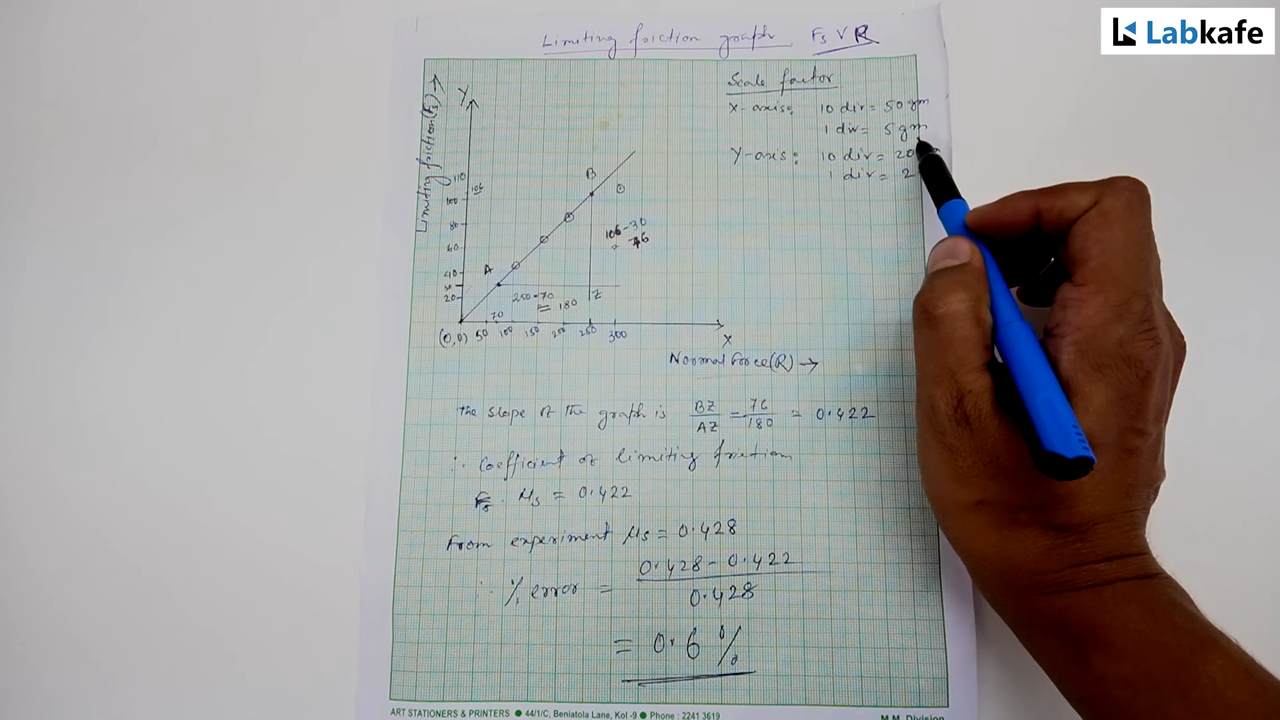 Labkafe
Limiting friction graph Fs V R
Scale factor
X-axis: 10 div = 50 gm
1 div = 5 gm
Y-axis: 10 div = 20
1 div = 2
Limiting friction (Fs) →
Y
110
106
100
80
60
40
30
20
A
B
Z
106-30
= 76
250-70
= 180
(0,0) 50 70 100 150 200 250 300
X
Normal Force (R) →
The slope of the graph is BZ/AZ = 76/180 = 0.422
∴ Coefficient of limiting friction
μs = 0.422
From experiment μs = 0.428
∴ % error = 0.428 - 0.422
0.428
= 0.6 %
ART STATIONERS & PRINTERS ● 44/1/C, Beniatola Lane, Kol -9 ● Phone : 2241 3619
M.M. Division